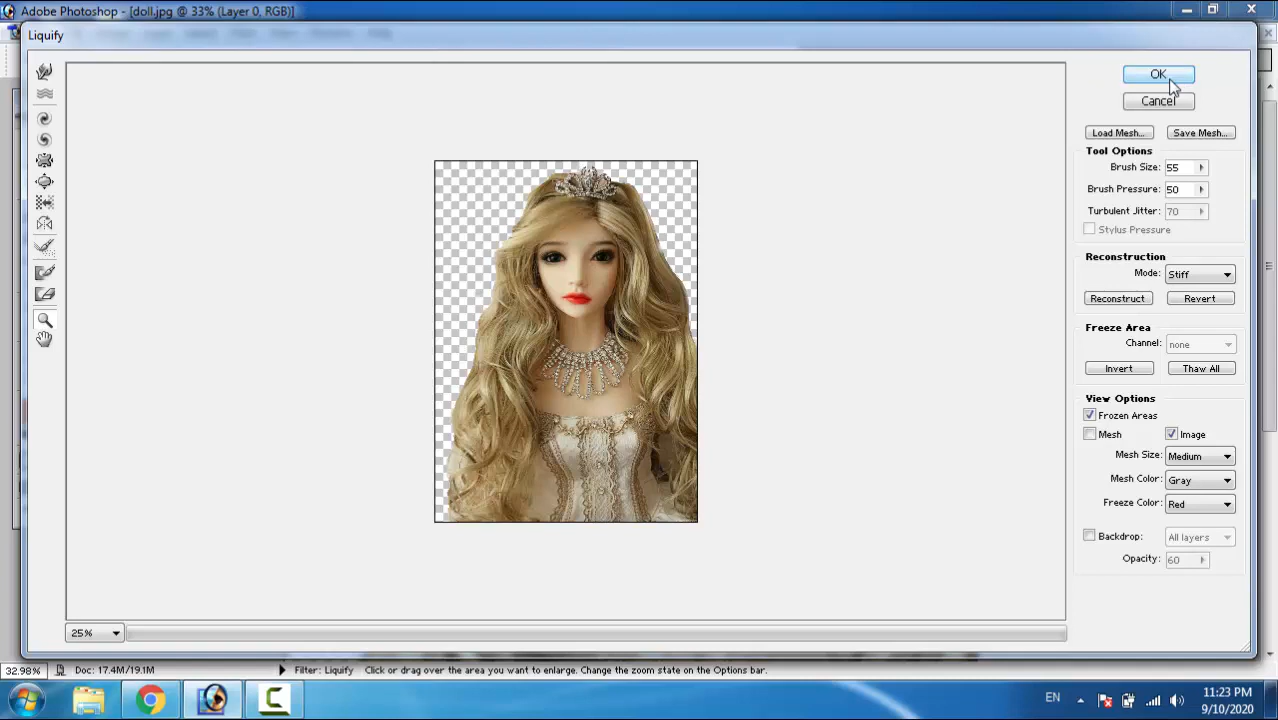 Adobe Photoshop - [doll.jpg @ 33% (Layer 0, RGB)]
Liquify
OK
Cancel
Load Mesh... Save Mesh...
Tool Options
Brush Size: 55
Brush Pressure: 50
Turbulent Jitter: 70
Stylus Pressure
Reconstruction
Mode: Stiff
Reconstruct Revert
Freeze Area
Channel: none
Invert Thaw All
View Options
Frozen Areas
Mesh Image
Mesh Size: Medium
Mesh Color: Gray
Freeze Color: Red
Backdrop: All layers
Opacity: 60
25%
32.98% Doc: 17.4M/19.1M Filter: Liquify Click or drag over the area you want to enlarge. Change the zoom state on the Options bar.
EN
11:23 PM
9/10/2020